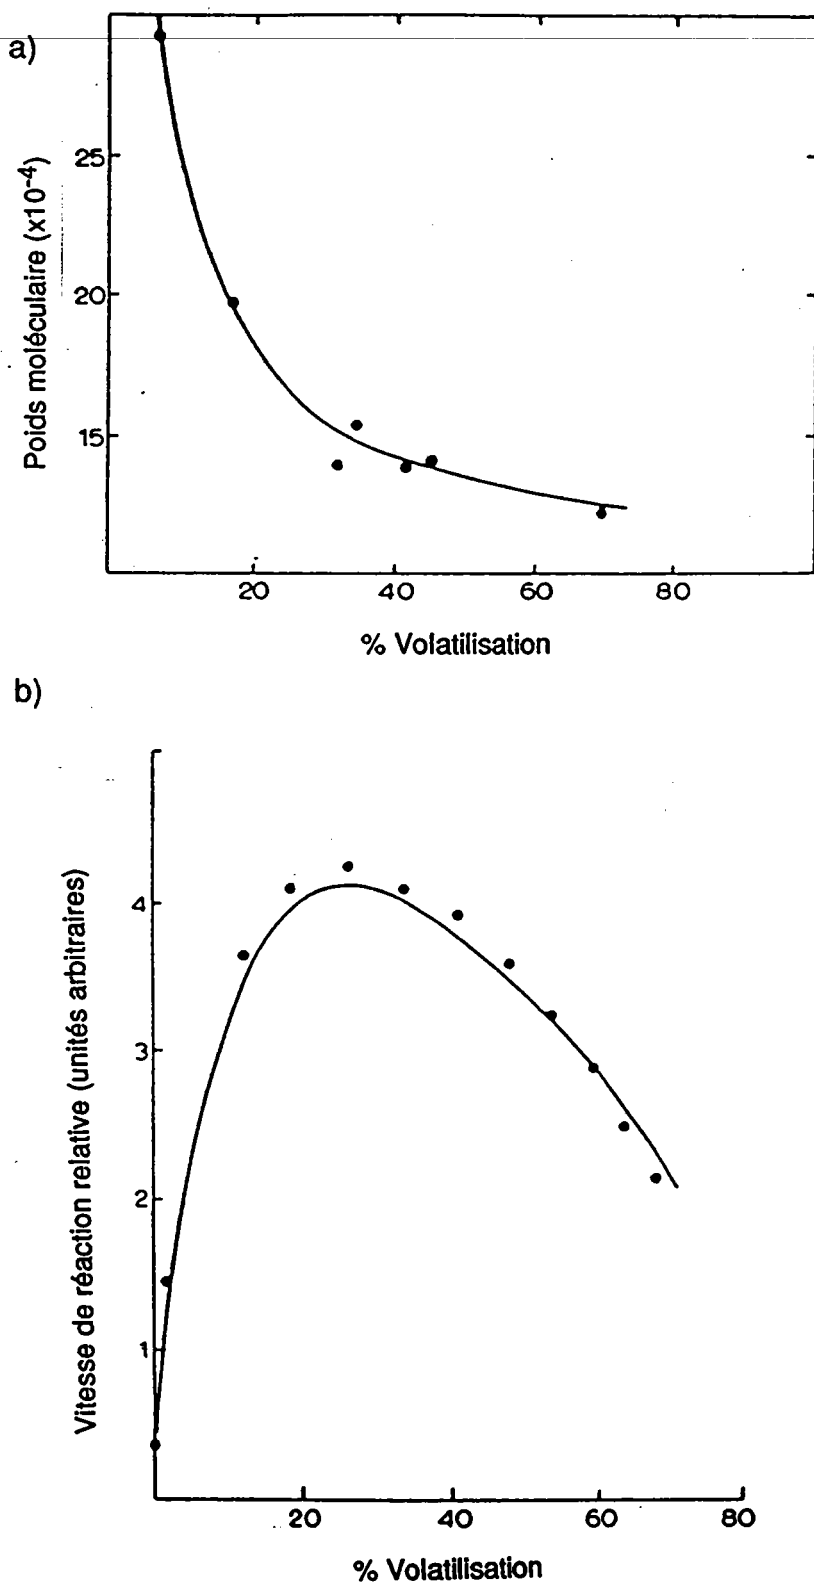 a)
Poids moléculaire (x10-4)
25
20
15
20 40 60 80
% Volatilisation
b)
Vitesse de réaction relative (unités arbitraires)
4
3
2
1
20 40 60 80
% Volatilisation